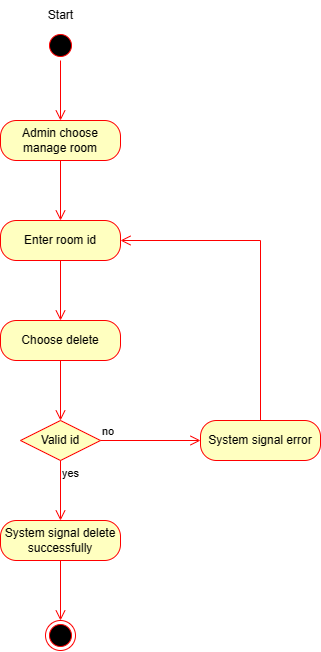 Start
Admin choose
manage room
Enter room id
Choose delete
Valid id
no
System signal error
yes
System signal delete
successfully